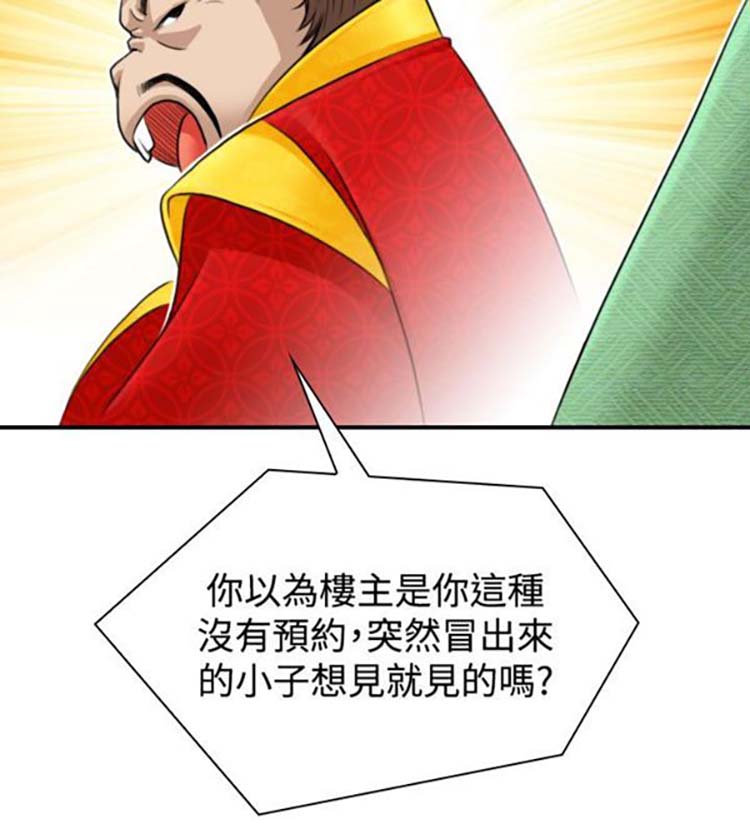 你以為樓主是你這種
沒有預約，突然冒出來
的小子想見就見的嗎?